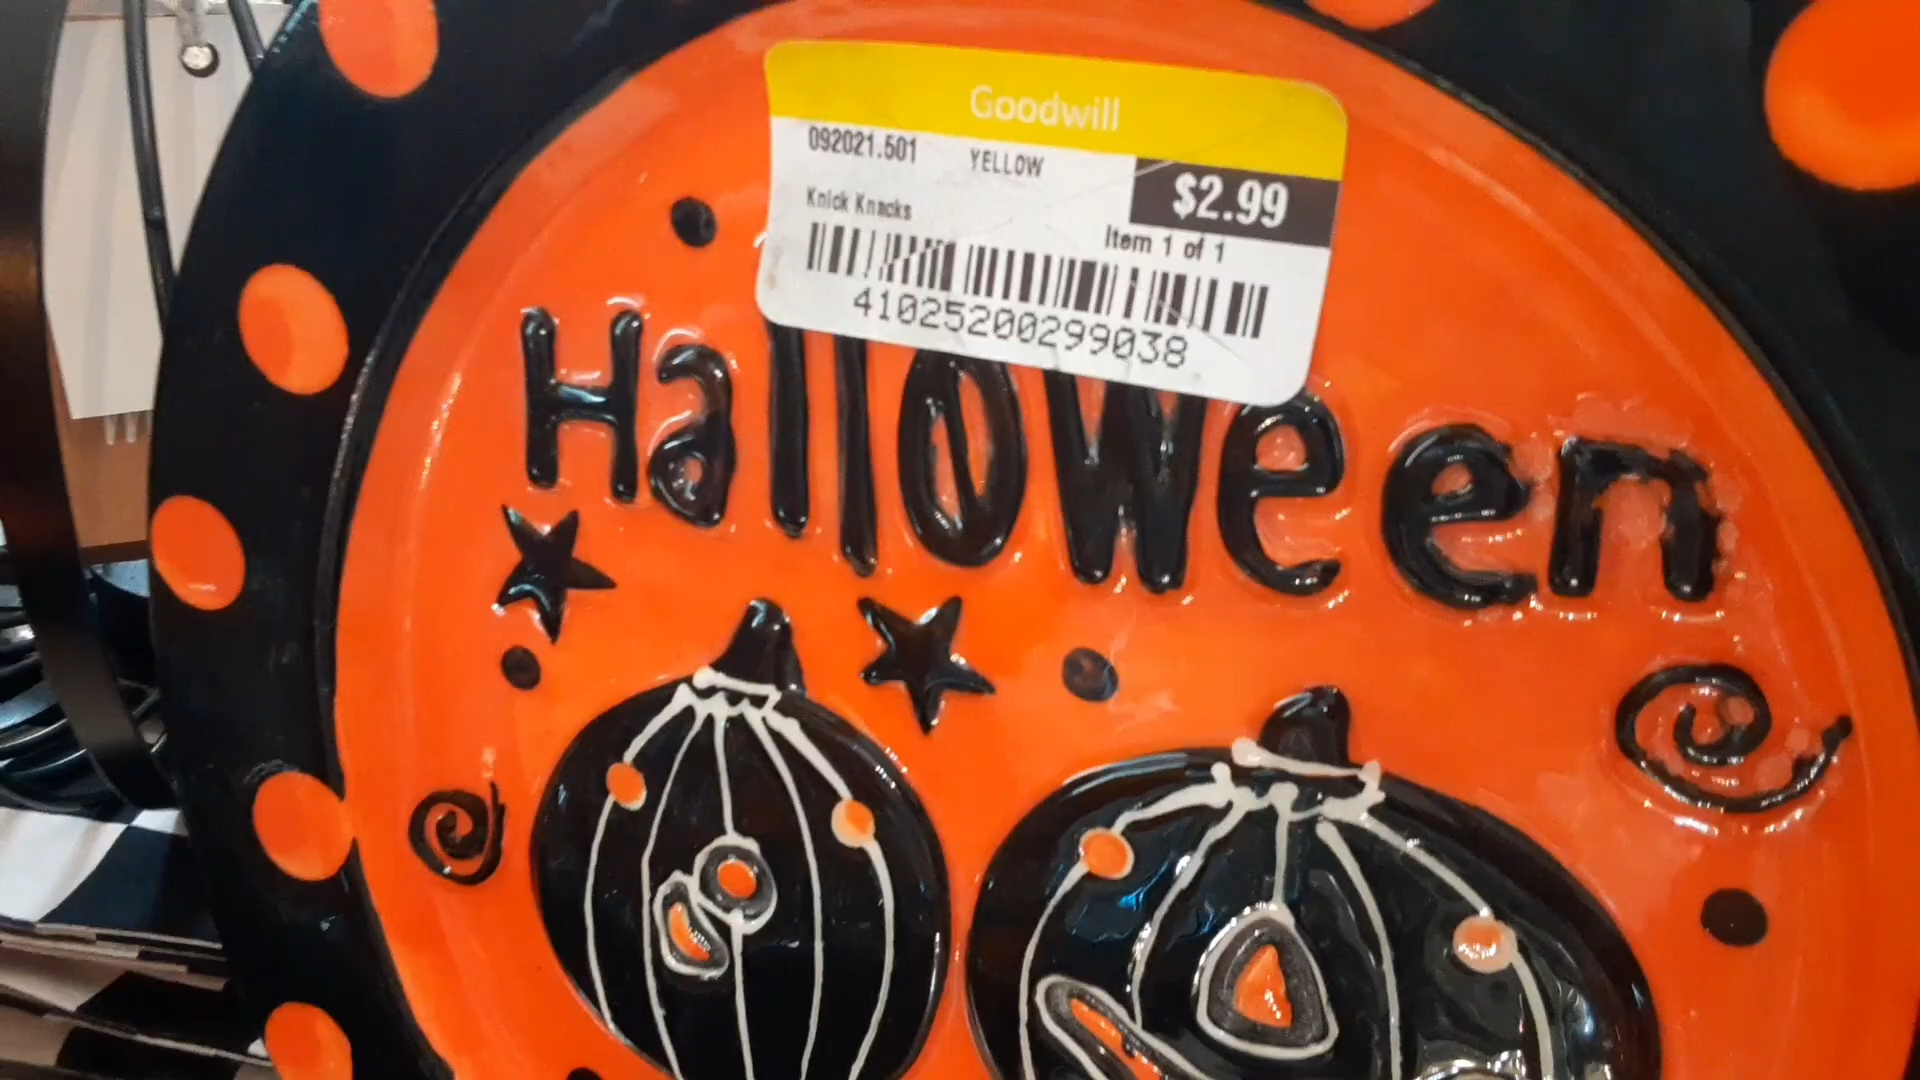 Goodwill
092021.501 YELLOW
$2.99
Knick Knacks
Item 1 of 1
41025200299038
Halloween